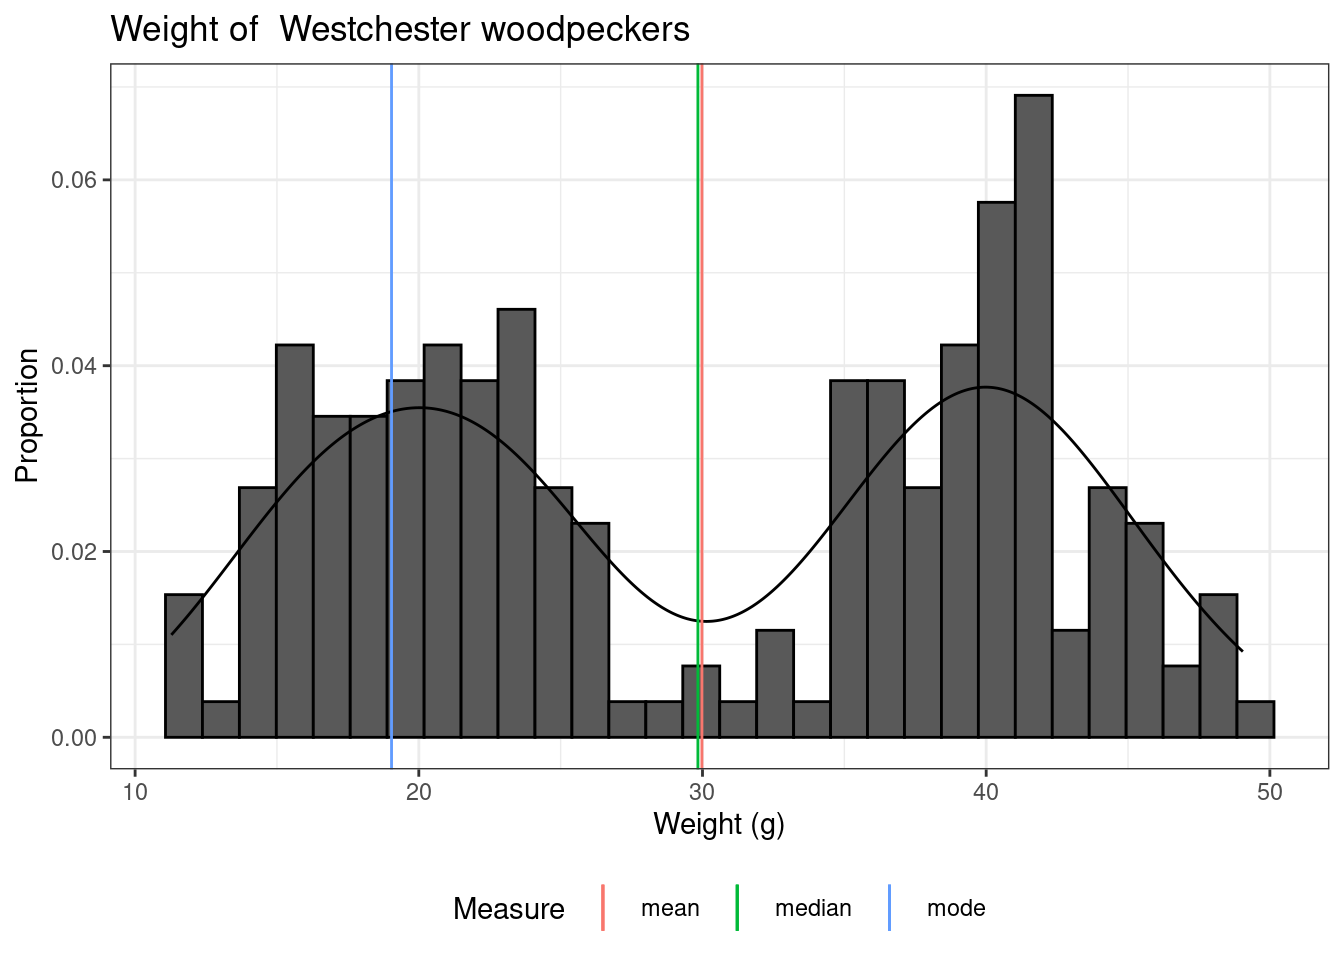 Weight of  Westchester woodpeckers
Proportion
0.06
0.04
0.02
0.00
10 20 30 40 50
Weight (g)
Measure mean median mode